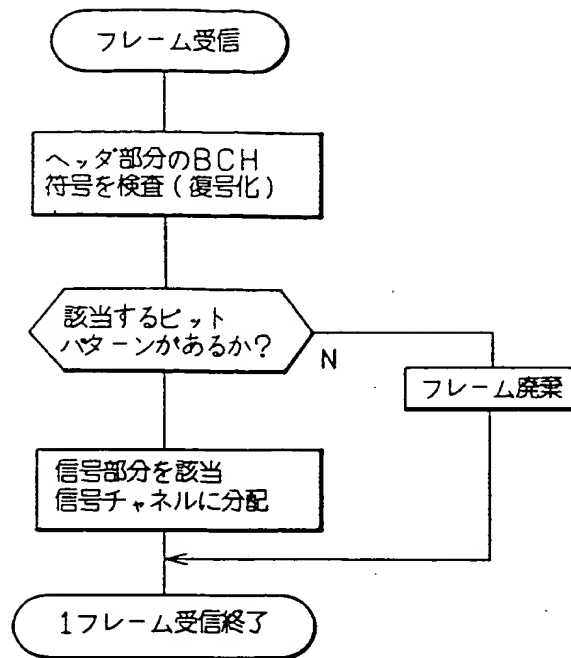 フレーム受信
ヘッダ部分のBCH
符号を検査(復号化)
該当するビット
パターンがあるか?
N
フレーム廃棄
信号部分を該当
信号チャネルに分配
1フレーム受信終了